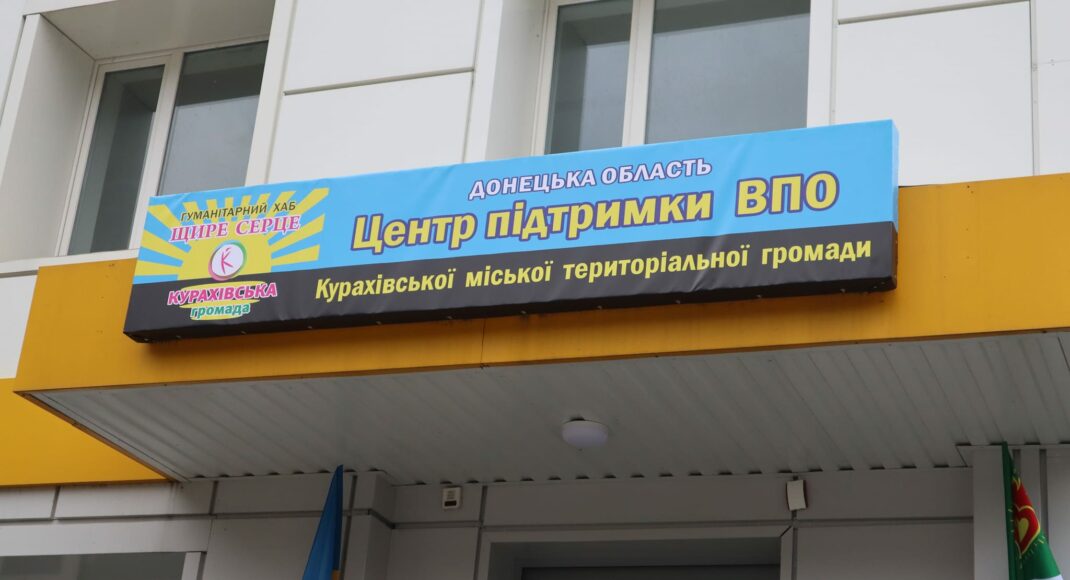 ГУМАНІТАРНИЙ ХАБ
ЩИРЕ СЕРЦЕ
К
КУРАХІВСЬКА
громада
ДОНЕЦЬКА ОБЛАСТЬ
Центр підтримки ВПО
Курахівської міської територіальної громади